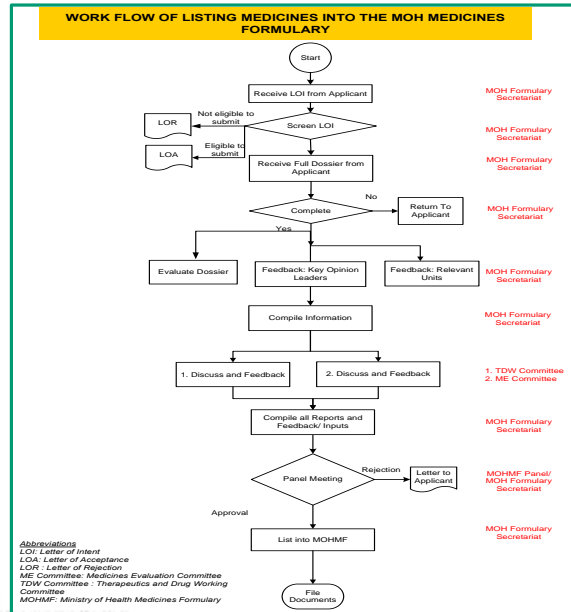 WORK FLOW OF LISTING MEDICINES INTO THE MOH MEDICINES
FORMULARY
Start
Receive LOI from Applicant
MOH Formulary
Secretariat
Not eligible to
submit
LOR
Screen LOI
MOH Formulary
Secretariat
Eligible to
submit
LOA
Receive Full Dossier from
Applicant
MOH Formulary
Secretariat
No
Complete
Return To
Applicant
MOH Formulary
Secretariat
Yes
Evaluate Dossier
Feedback: Key Opinion
Leaders
Feedback: Relevant
Units
MOH Formulary
Secretariat
Compile Information
MOH Formulary
Secretariat
1. Discuss and Feedback
2. Discuss and Feedback
1. TDW Committee
2. ME Committee
Compile all Reports and
Feedback/ Inputs
MOH Formulary
Secretariat
Panel Meeting
Rejection
Letter to
Applicant
MOHMF Panel/
MOH Formulary
Secretariat
Approval
List into MOHMF
MOH Formulary
Secretariat
File
Documents
Abbreviations
LOI: Letter of Intent
LOA: Letter of Acceptance
LOR : Letter of Rejection
ME Committee: Medicines Evaluation Committee
TDW Committee : Therapeutics and Drug Working
Committee
MOHMF: Ministry of Health Medicines Formulary